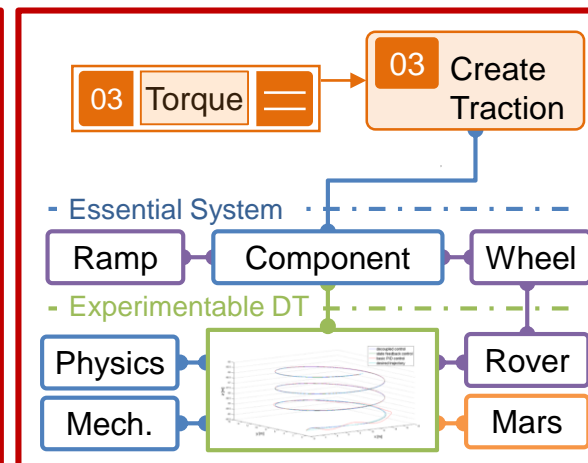 03 Torque
03 Create
Traction
Essential System
Ramp Component Wheel
Experimentable DT
Physics
Rover
Mech.
Mars